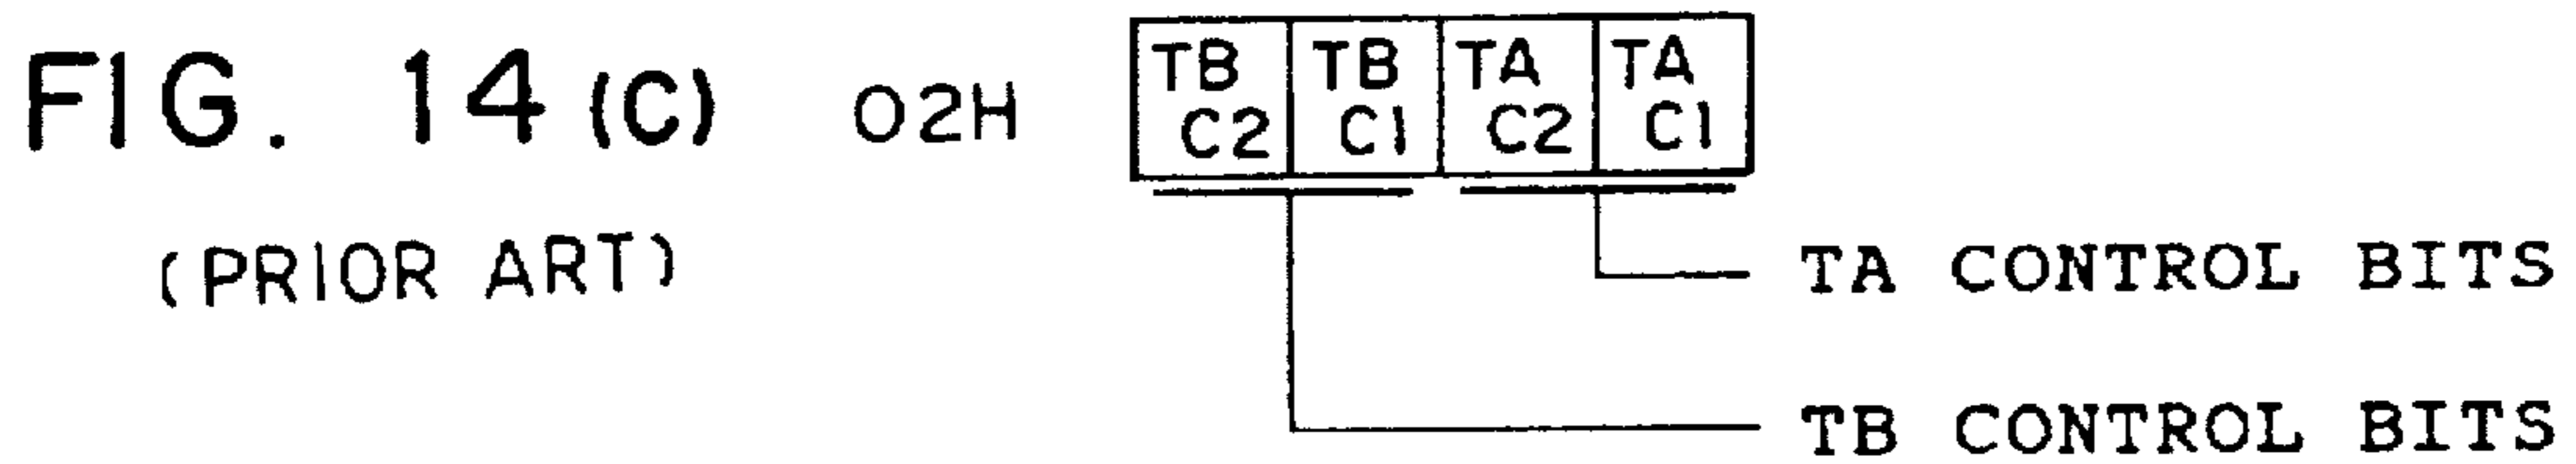 FIG. 14 (C)
(PRIOR ART)
02H
TB C2
TB C1
TA C2
TA C1
TA CONTROL BITS
TB CONTROL BITS